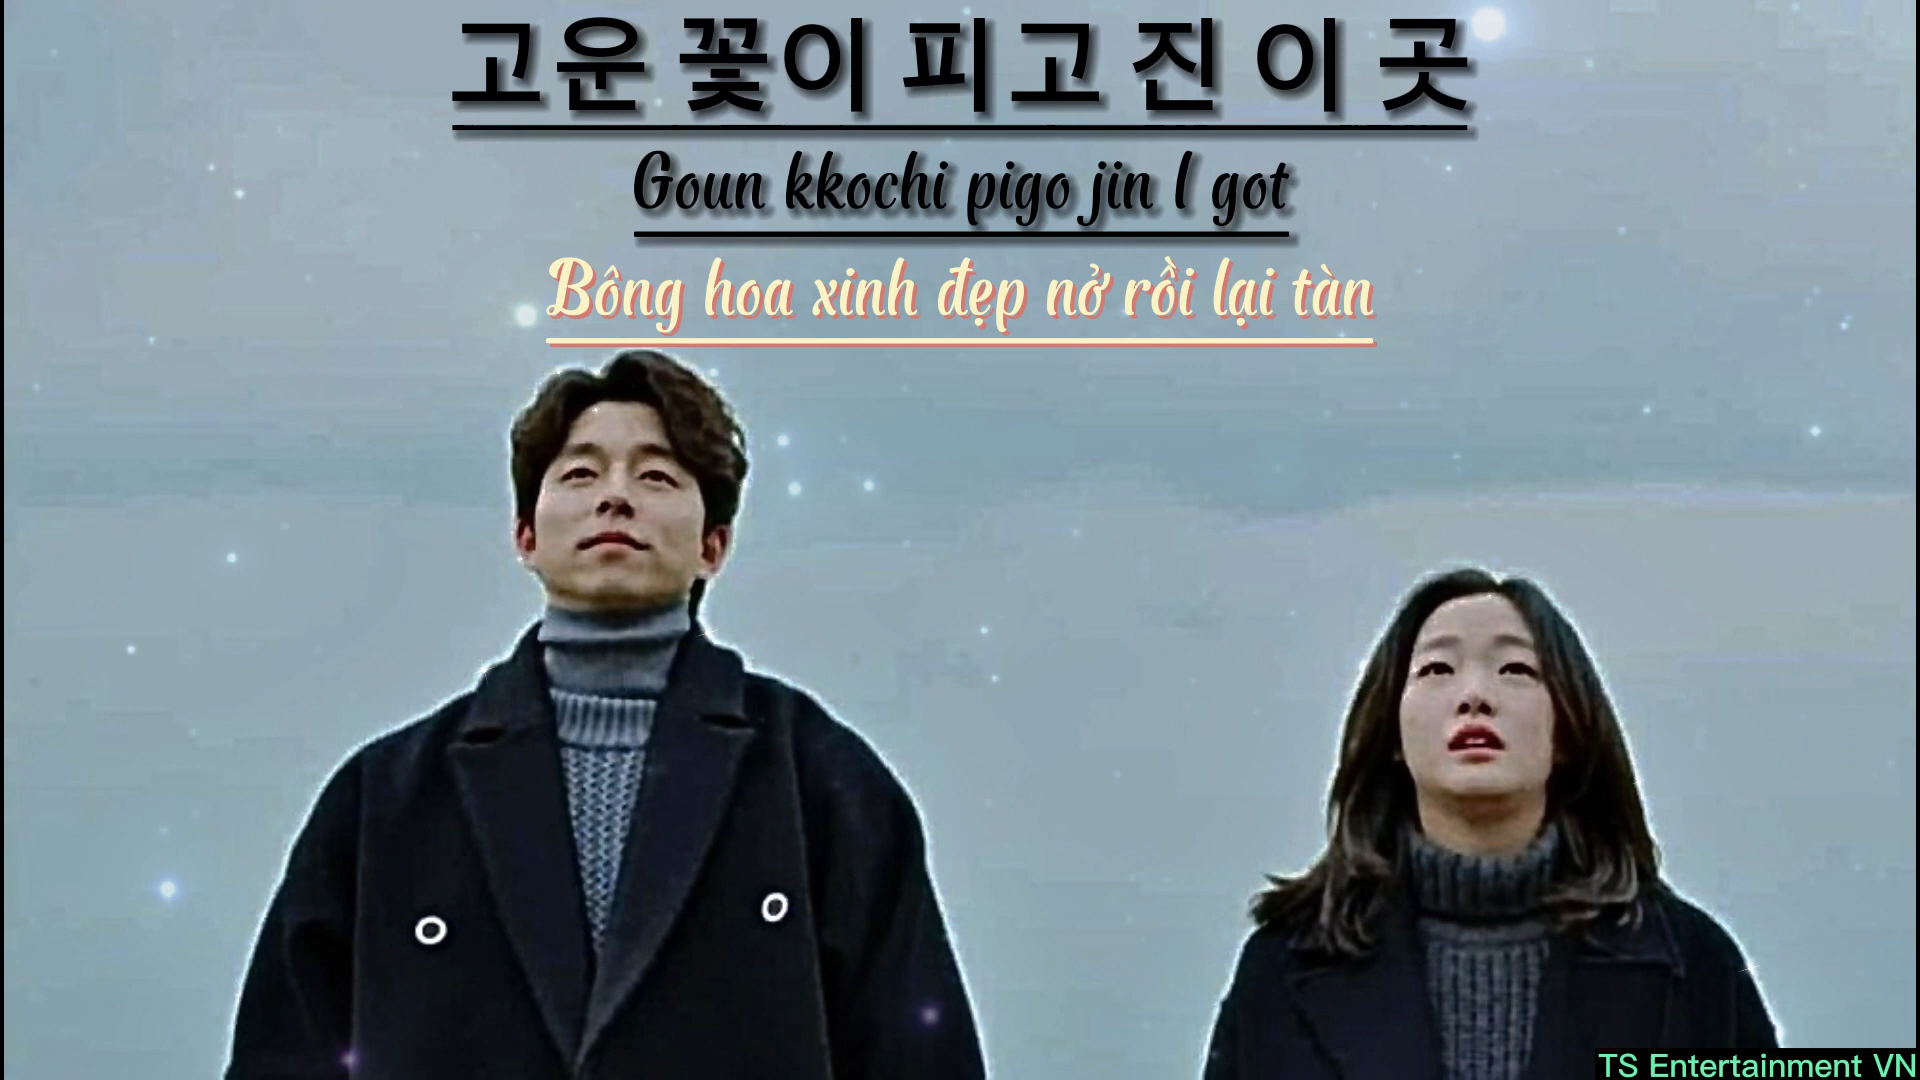 고운 꽃이 피고 진 이 곳
Goun kkochi pigo jin I got
Bông hoa xinh đẹp nở rồi lại tàn
TS Entertainment VN